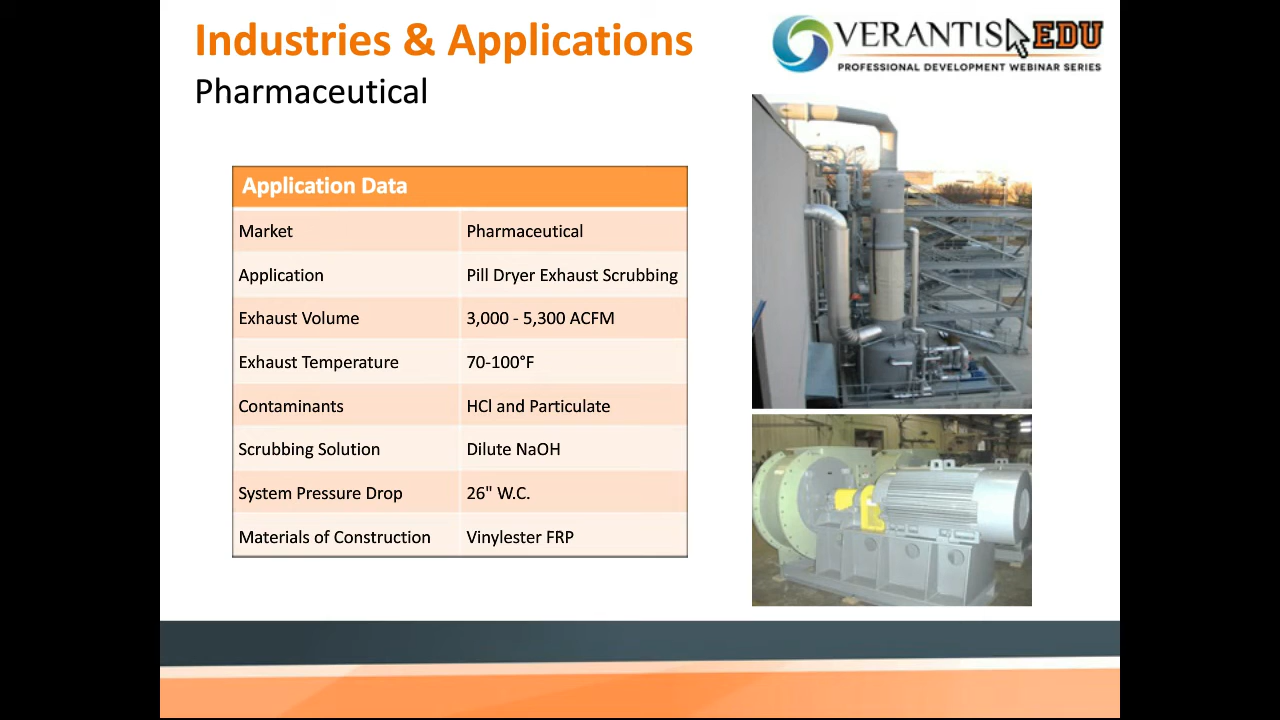 Industries & Applications
Pharmaceutical
VERANTIS EDU
PROFESSIONAL DEVELOPMENT WEBINAR SERIES
Application Data
Market Pharmaceutical
Application Pill Dryer Exhaust Scrubbing
Exhaust Volume 3,000 - 5,300 ACFM
Exhaust Temperature 70-100°F
Contaminants HCl and Particulate
Scrubbing Solution Dilute NaOH
System Pressure Drop 26" W.C.
Materials of Construction Vinylester FRP